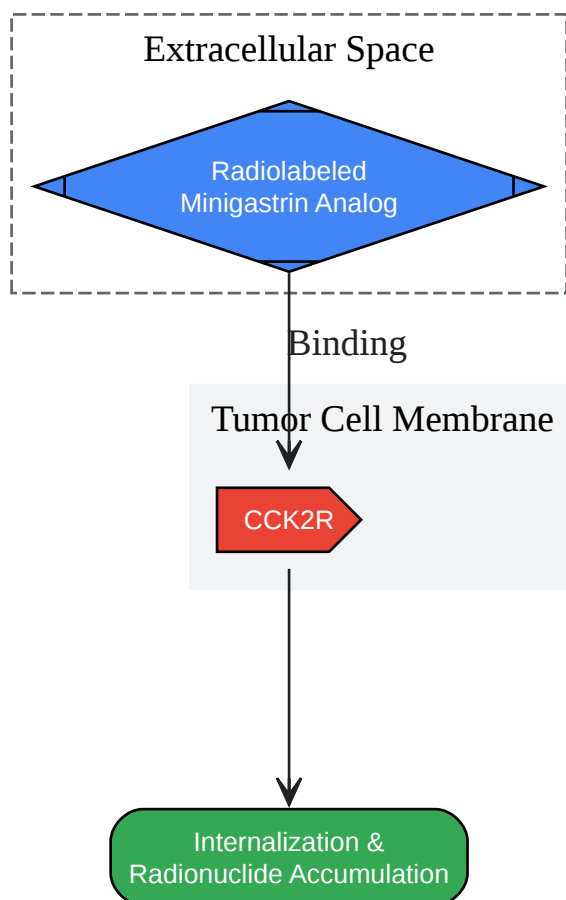 Extracellular Space
Radiolabeled
Minigastrin Analog
Binding
Tumor Cell Membrane
CCK2R
Internalization &
Radionuclide Accumulation